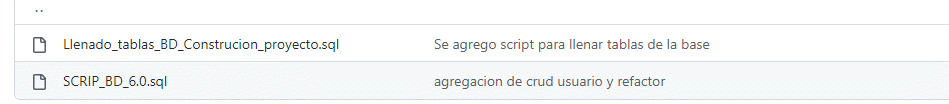 ..
Llenado_tablas_BD_Construcion_proyecto.sql Se agrego script para llenar tablas de la base
SCRIP_BD_6.0.sql agregacion de crud usuario y refactor